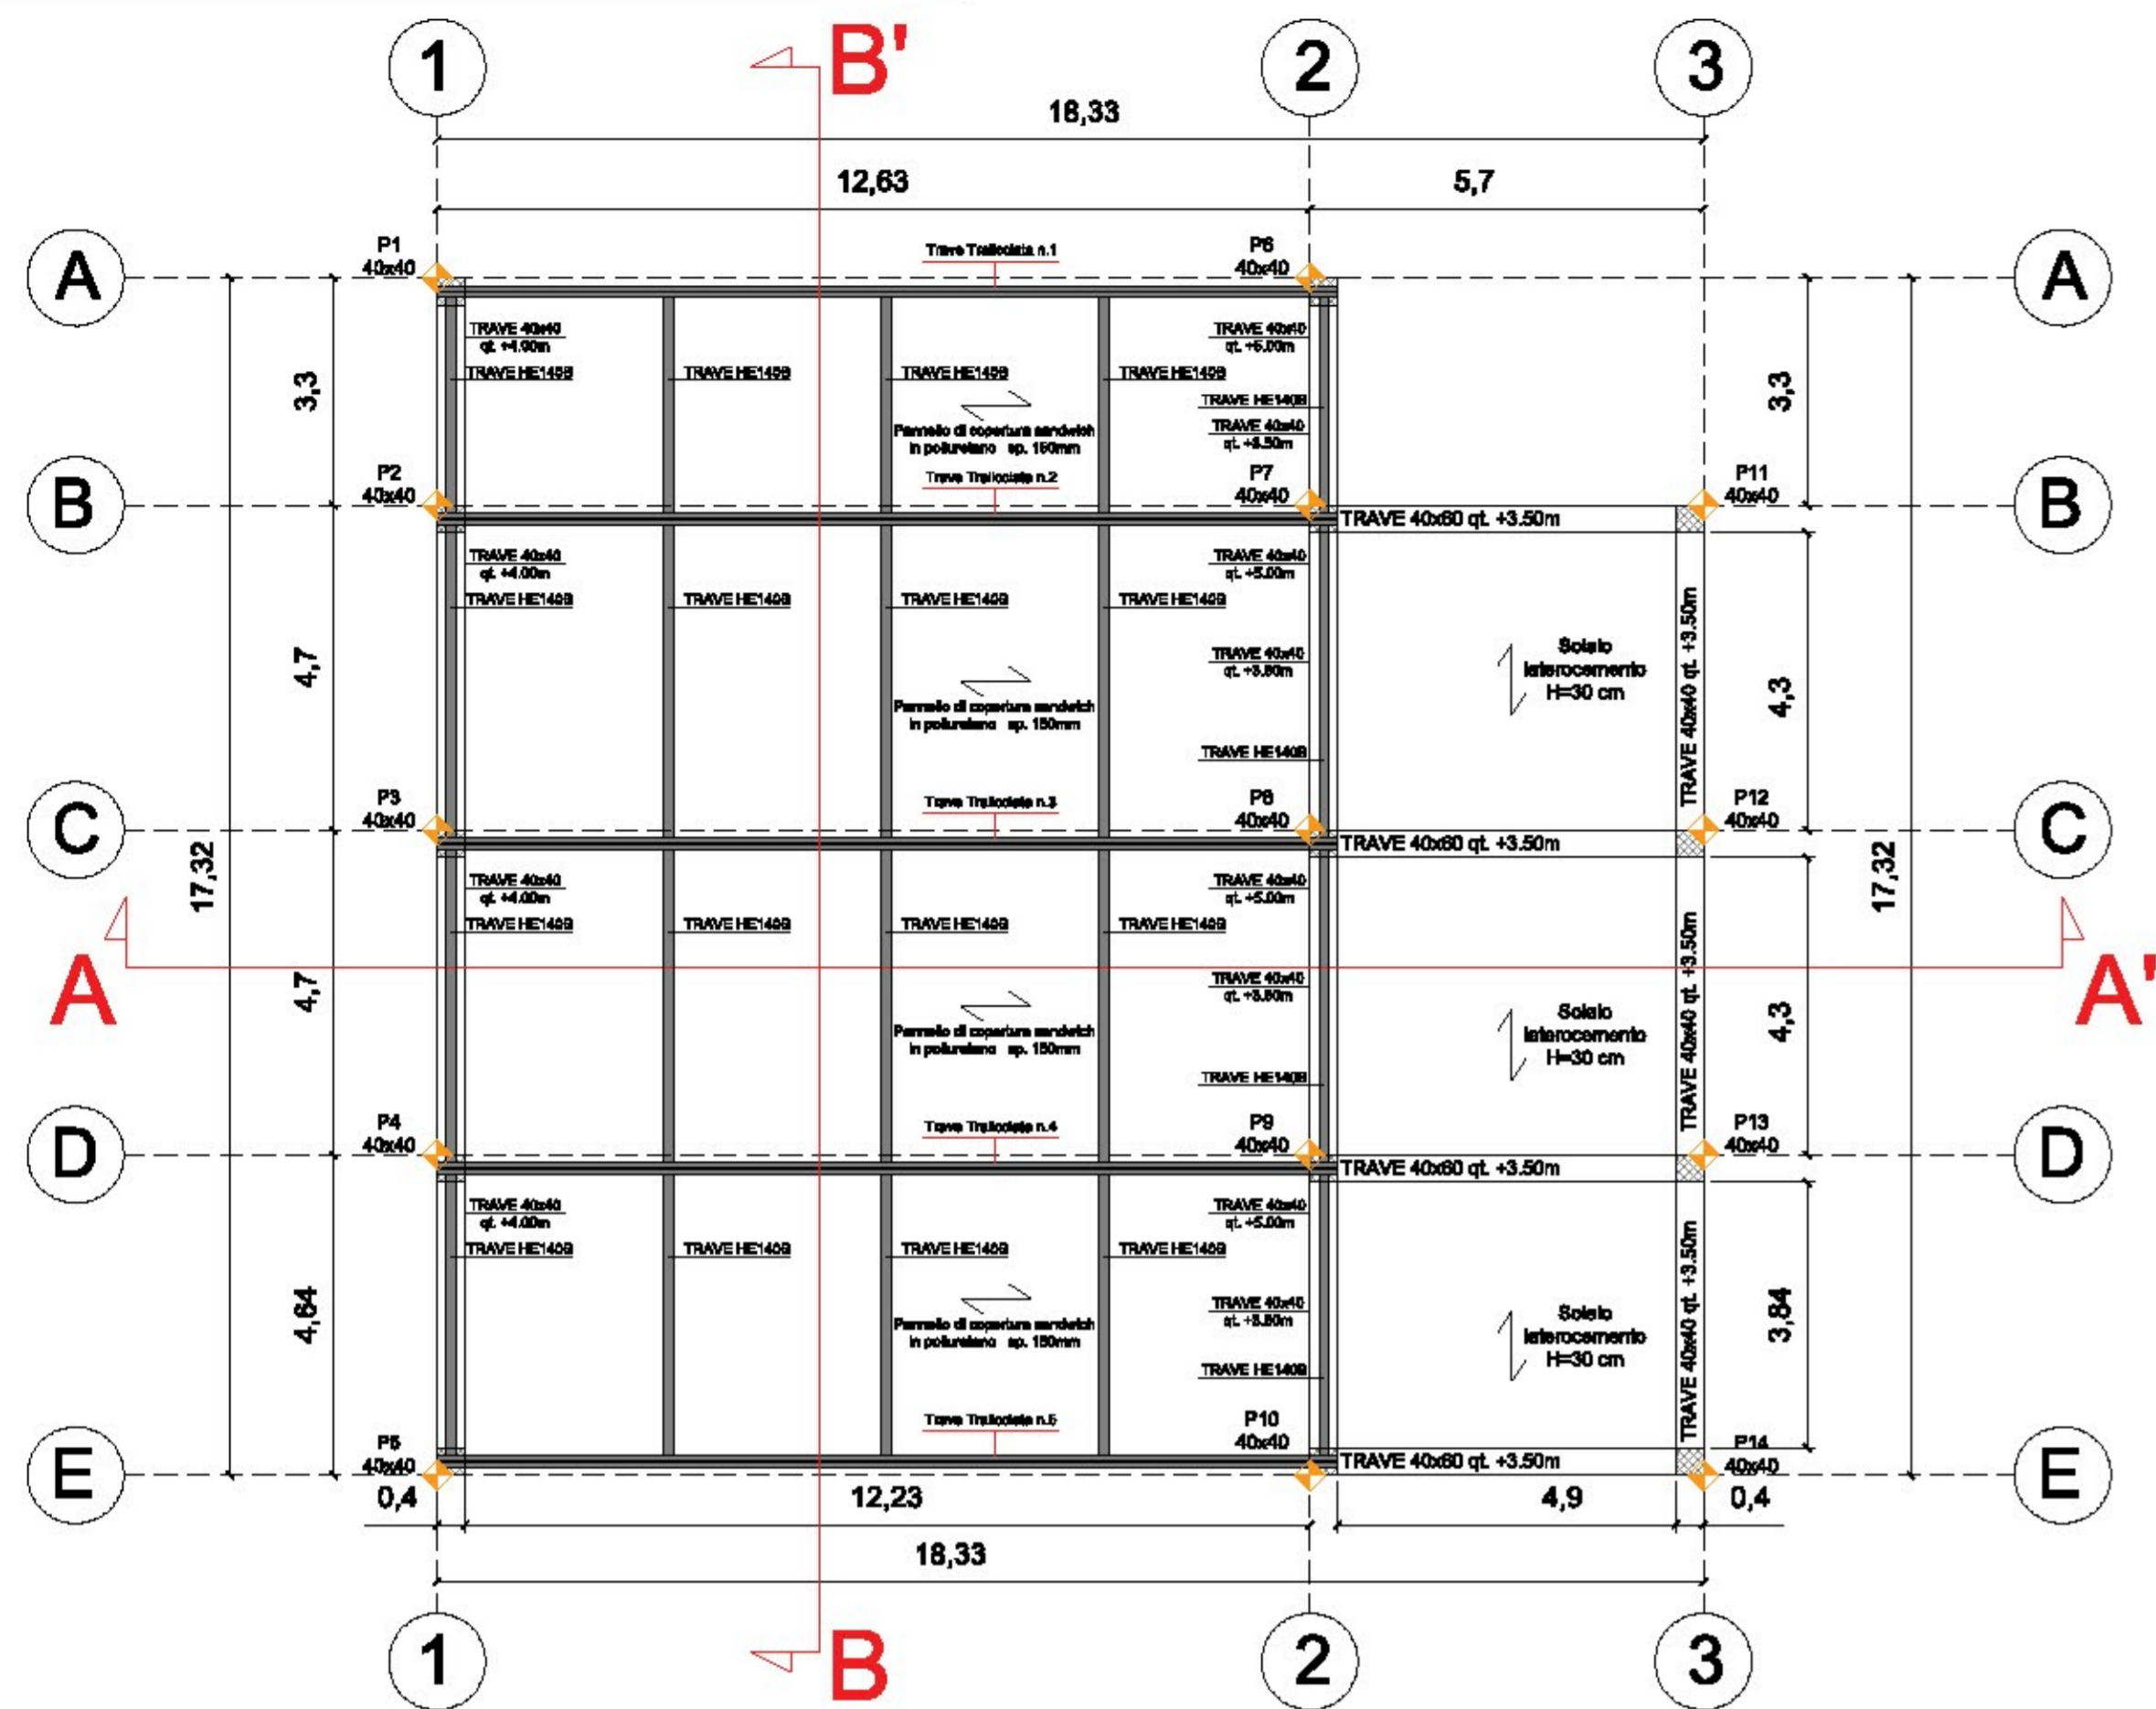 1
B'
2
3
18,33
12,63
5,7
A
P1
40x40
Trave Tralicciata n.1
P6
40x40
A
TRAVE 40x40
qt. +4.00m
TRAVE HE140B
TRAVE HE140B
TRAVE HE140B
TRAVE HE140B
TRAVE 40x40
qt. +5.00m
TRAVE HE140B
TRAVE 40x40
qt. +3.50m
3,3
3,3
Pannello di copertura sandwich
in poliuretano sp. 150mm
B
P2
40x40
Trave Tralicciata n.2
P7
40x40
P11
40x40
B
TRAVE 40x60 qt. +3.50m
TRAVE 40x40
qt. +4.00m
TRAVE HE140B
TRAVE HE140B
TRAVE HE140B
TRAVE HE140B
TRAVE 40x40
qt. +5.00m
TRAVE 40x40
qt. +3.50m
TRAVE HE140B
4,7
Pannello di copertura sandwich
in poliuretano sp. 150mm
Solaio
laterocemento
H=30 cm
TRAVE 40x40 qt. +3.50m
4,3
C
P3
40x40
Trave Tralicciata n.3
P8
40x40
P12
40x40
C
TRAVE 40x60 qt. +3.50m
17,32
17,32
TRAVE 40x40
qt. +4.00m
TRAVE HE140B
TRAVE HE140B
TRAVE HE140B
TRAVE HE140B
TRAVE 40x40
qt. +5.00m
TRAVE 40x40
qt. +3.50m
TRAVE HE140B
A
A'
4,7
Pannello di copertura sandwich
in poliuretano sp. 150mm
Solaio
laterocemento
H=30 cm
TRAVE 40x40 qt. +3.50m
4,3
D
P4
40x40
Trave Tralicciata n.4
P9
40x40
P13
40x40
D
TRAVE 40x60 qt. +3.50m
TRAVE 40x40
qt. +4.00m
TRAVE HE140B
TRAVE HE140B
TRAVE HE140B
TRAVE HE140B
TRAVE 40x40
qt. +5.00m
TRAVE 40x40
qt. +3.50m
TRAVE HE140B
4,64
Pannello di copertura sandwich
in poliuretano sp. 150mm
Solaio
laterocemento
H=30 cm
TRAVE 40x40 qt. +3.50m
3,84
E
P5
40x40
Trave Tralicciata n.5
P10
40x40
P14
40x40
E
TRAVE 40x60 qt. +3.50m
0,4
12,23
4,9
0,4
18,33
1
B
2
3